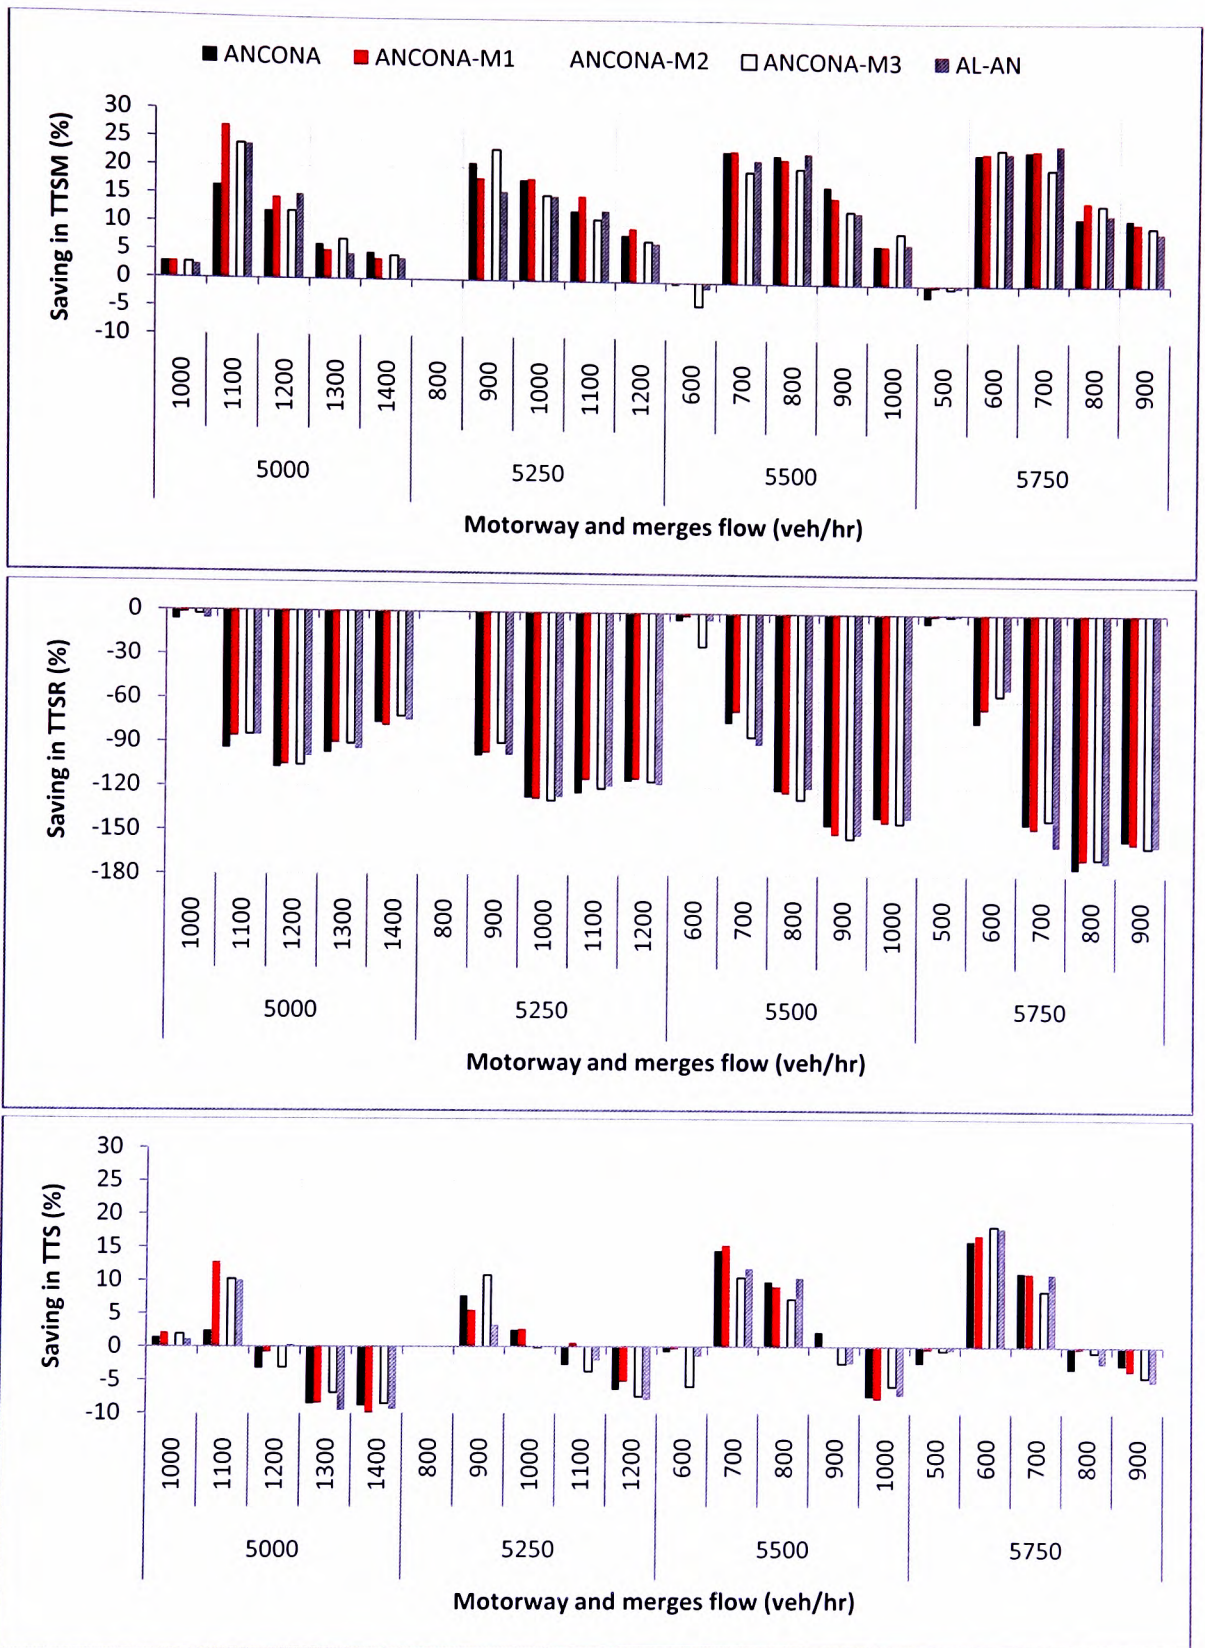 ANCONA ANCONA-M1 ANCONA-M2 ANCONA-M3 AL-AN
Saving in TTSM (%)
30
25
20
15
10
5
0
-5
-10
1000 1100 1200 1300 1400 800 900 1000 1100 1200 600 700 800 900 1000 500 600 700 800 900
5000 5250 5500 5750
Motorway and merges flow (veh/hr)
Saving in TTSR (%)
0
-30
-60
-90
-120
-150
-180
1000 1100 1200 1300 1400 800 900 1000 1100 1200 600 700 800 900 1000 500 600 700 800 900
5000 5250 5500 5750
Motorway and merges flow (veh/hr)
Saving in TTS (%)
30
25
20
15
10
5
0
-5
-10
1000 1100 1200 1300 1400 800 900 1000 1100 1200 600 700 800 900 1000 500 600 700 800 900
5000 5250 5500 5750
Motorway and merges flow (veh/hr)